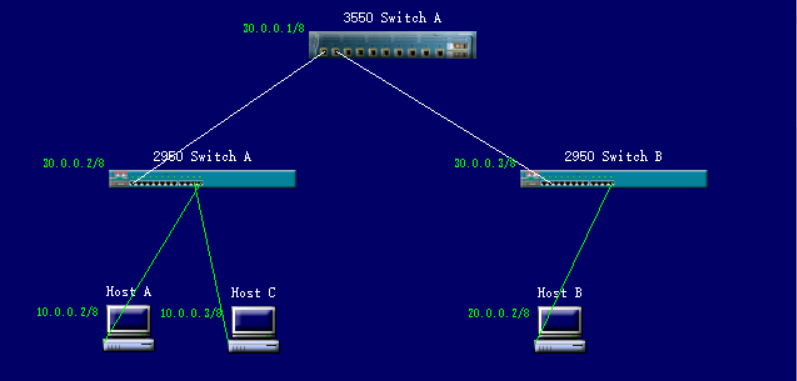 3550 Switch A
30.0.0.1/8
2950 Switch A
30.0.0.2/8
2950 Switch B
30.0.0.3/8
Host A
10.0.0.2/8
Host C
10.0.0.3/8
Host B
20.0.0.2/8